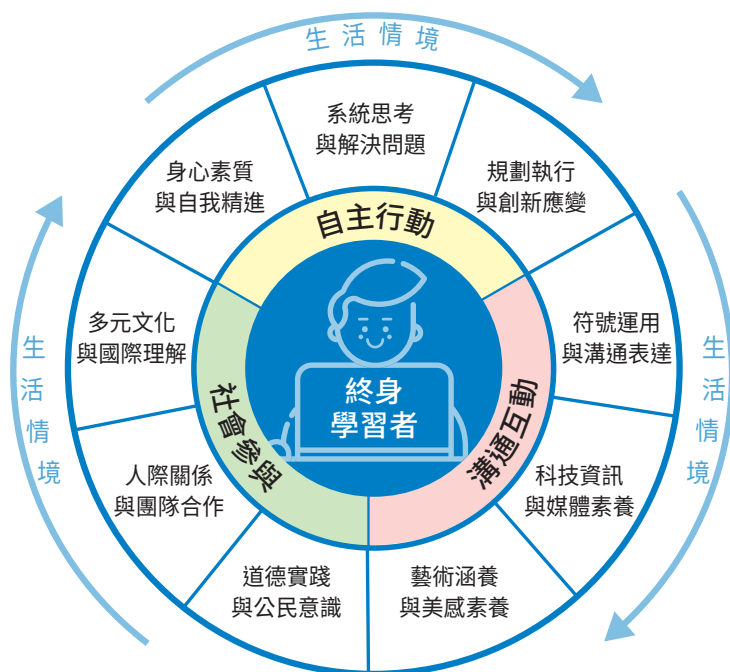 生活情境
系統思考
與解決問題
身心素質
與自我精進
規劃執行
與創新應變
自主行動
多元文化
與國際理解
符號運用
與溝通表達
生活情境
生活情境
終身
學習者
社會參與
溝通互動
人際關係
與團隊合作
科技資訊
與媒體素養
道德實踐
與公民意識
藝術涵養
與美感素養